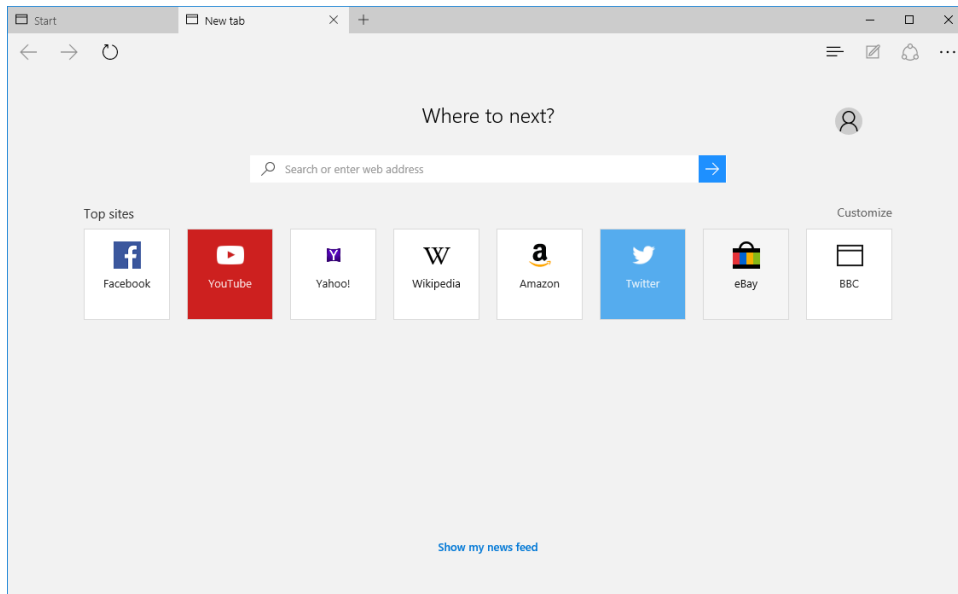 Start
New tab
Where to next?
Search or enter web address
Top sites
Customize
Facebook
YouTube
Yahoo!
Wikipedia
Amazon
Twitter
eBay
BBC
Show my news feed